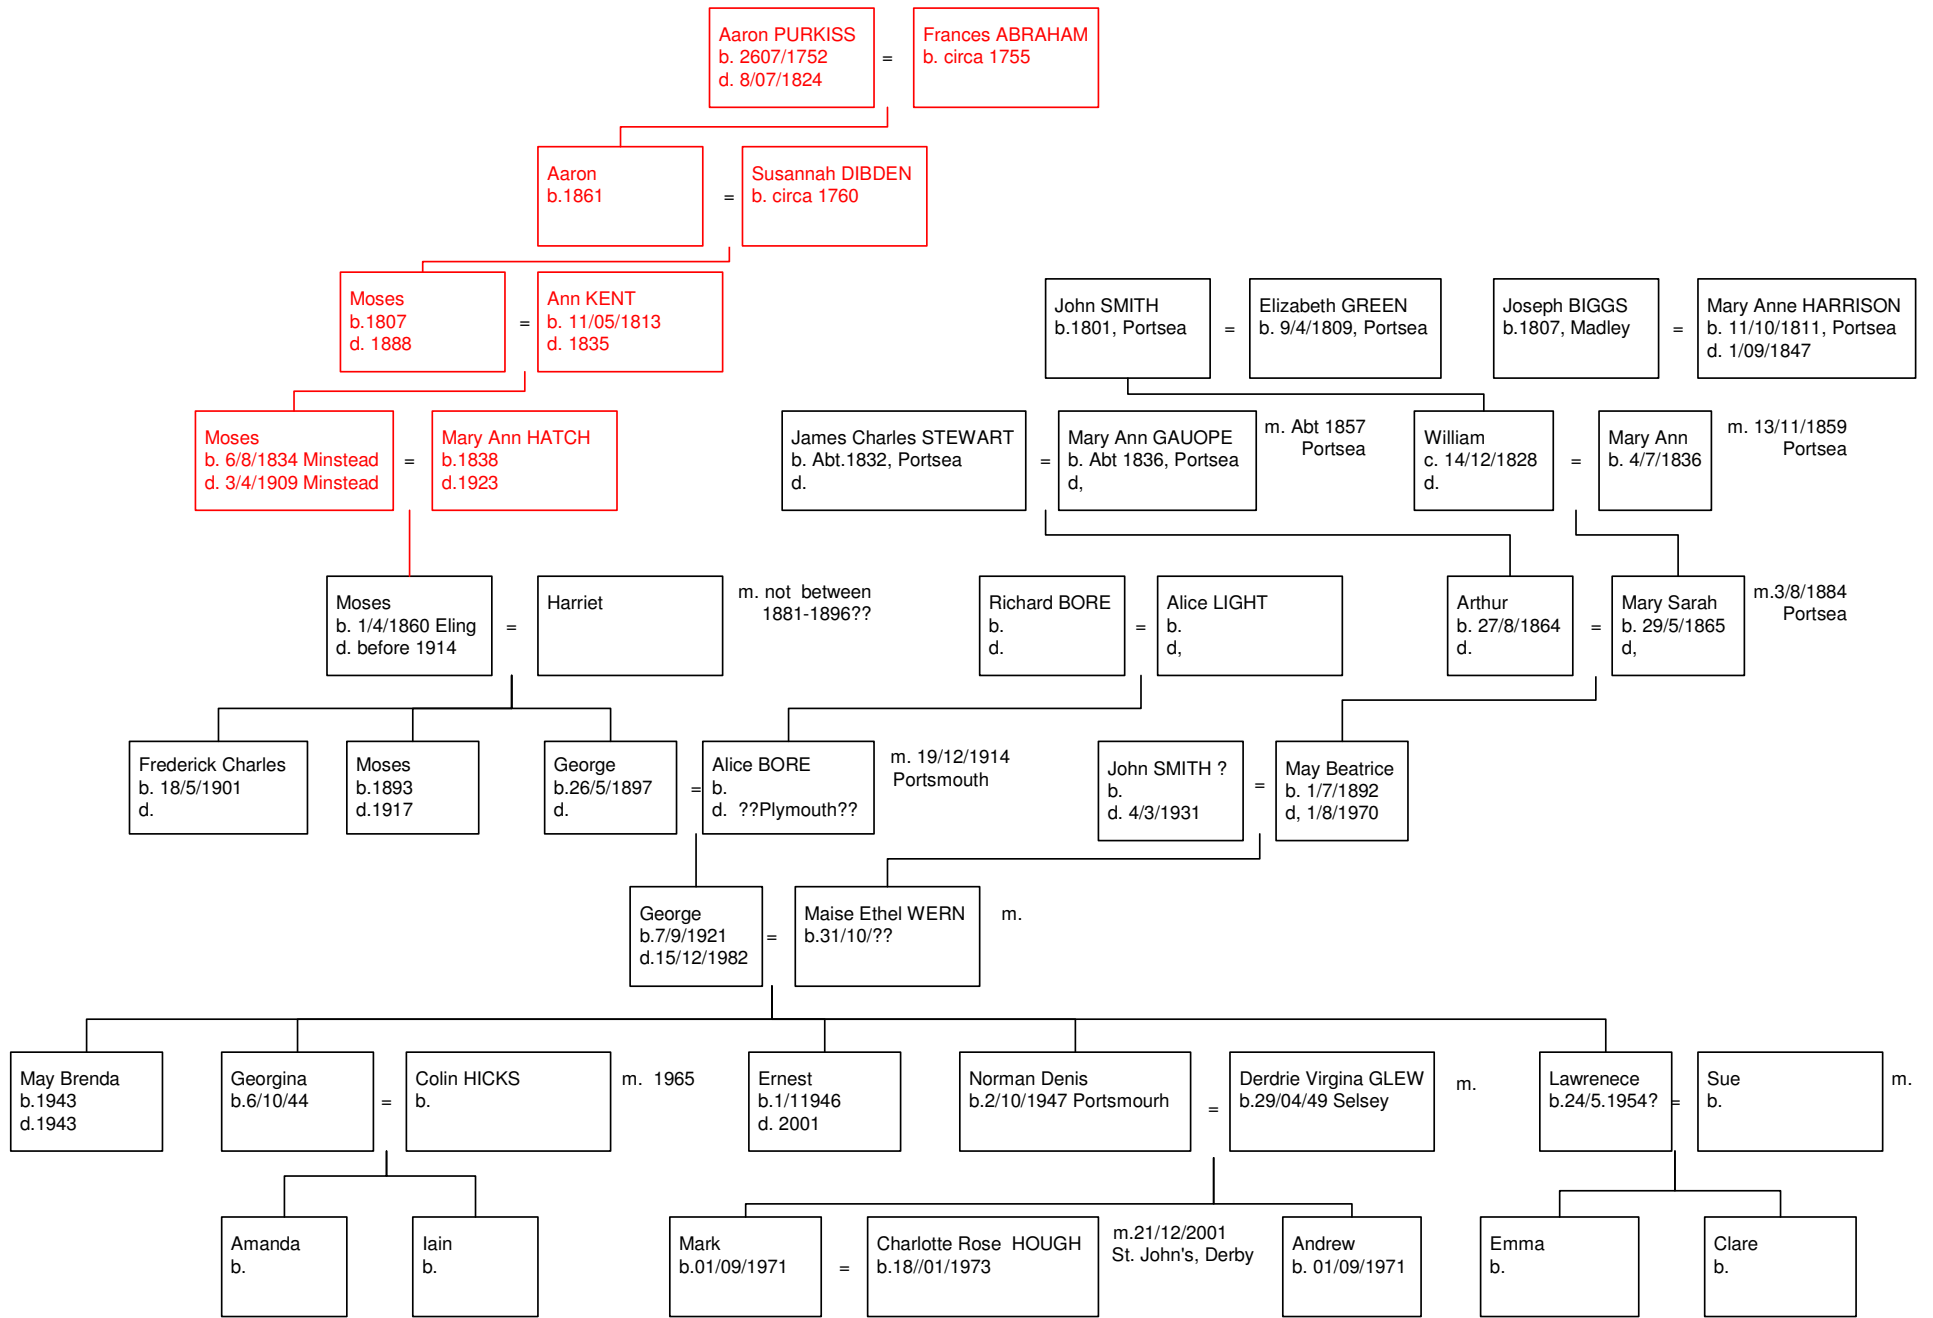 Aaron PURKISS
b. 2607/1752
d. 8/07/1824
=
Frances ABRAHAM
b. circa 1755
Aaron
b.1861
=
Susannah DIBDEN
b. circa 1760
Moses
b.1807
d. 1888
=
Ann KENT
b. 11/05/1813
d. 1835
John SMITH
b.1801, Portsea
=
Elizabeth GREEN
b. 9/4/1809, Portsea
Joseph BIGGS
b.1807, Madley
=
Mary Anne HARRISON
b. 11/10/1811, Portsea
d. 1/09/1847
Moses
b. 6/8/1834 Minstead
d. 3/4/1909 Minstead
=
Mary Ann HATCH
b.1838
d.1923
James Charles STEWART
b. Abt.1832, Portsea
d.
=
Mary Ann GAUOPE
b. Abt 1836, Portsea
d,
m. Abt 1857
Portsea
William
c. 14/12/1828
d.
=
Mary Ann
b. 4/7/1836
m. 13/11/1859
Portsea
Moses
b. 1/4/1860 Eling
d. before 1914
=
Harriet
m. not between
1881-1896??
Richard BORE
b.
d.
=
Alice LIGHT
b.
d,
Arthur
b. 27/8/1864
d.
=
Mary Sarah
b. 29/5/1865
d,
m.3/8/1884
Portsea
Frederick Charles
b. 18/5/1901
d.
Moses
b.1893
d.1917
George
b.26/5/1897
d.
=
Alice BORE
b.
d. ??Plymouth??
m. 19/12/1914
Portsmouth
John SMITH ?
b.
d. 4/3/1931
=
May Beatrice
b. 1/7/1892
d, 1/8/1970
George
b.7/9/1921
d.15/12/1982
=
Maise Ethel WERN
b.31/10/??
m.
May Brenda
b.1943
d.1943
Georgina
b.6/10/44
=
Colin HICKS
b.
m. 1965
Ernest
b.1/11946
d. 2001
Norman Denis
b.2/10/1947 Portsmourh
=
Derdrie Virgina GLEW
b.29/04/49 Selsey
m.
Lawrenece
b.24/5.1954?
=
Sue
b.
m.
Amanda
b.
Iain
b.
Mark
b.01/09/1971
=
Charlotte Rose HOUGH
b.18//01/1973
m.21/12/2001
St. John's, Derby
Andrew
b. 01/09/1971
Emma
b.
Clare
b.